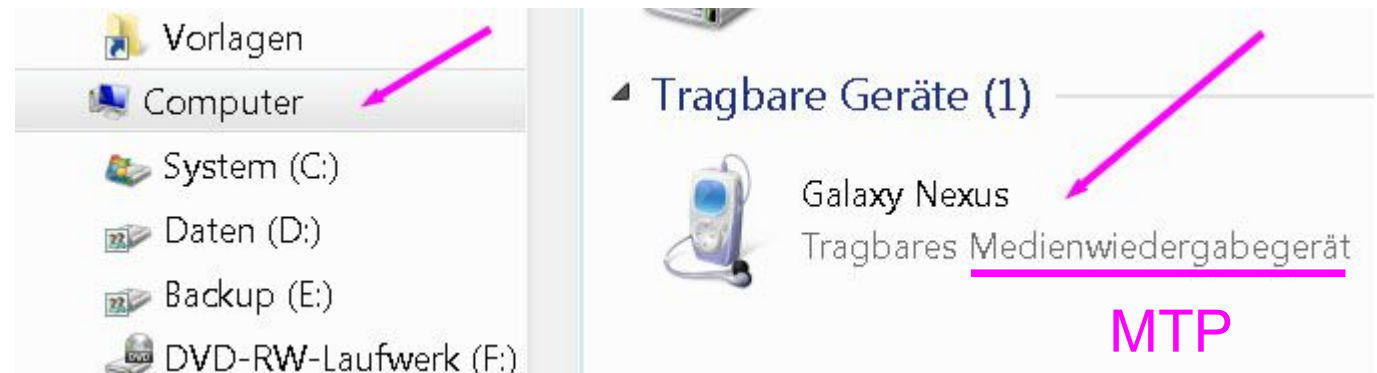 Vorlagen
Computer
System (C:)
Daten (D:)
Backup (E:)
DVD-RW-Laufwerk (F:)
Tragbare Geräte (1)
Galaxy Nexus
Tragbares Medienwiedergabegerät
MTP